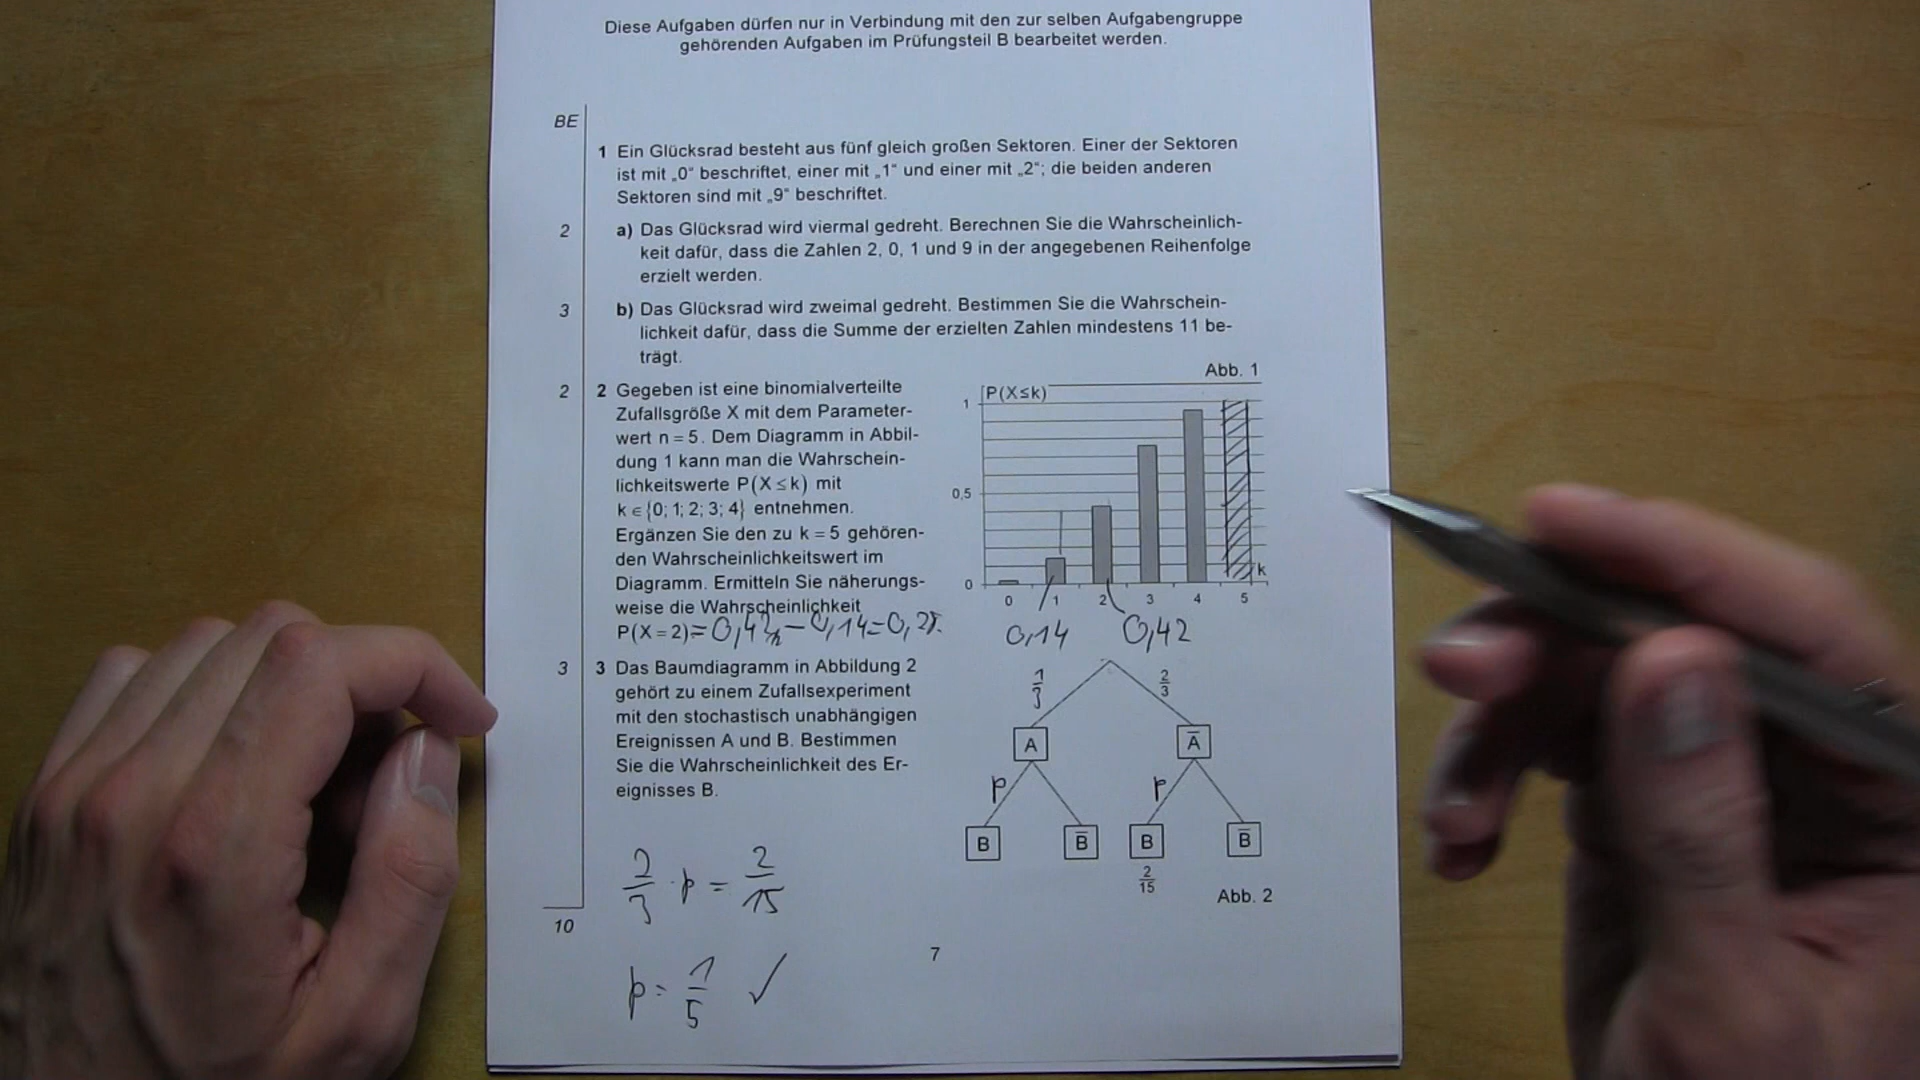 Diese Aufgaben dürfen nur in Verbindung mit den zur selben Aufgabengruppe
gehörenden Aufgaben im Prüfungsteil B bearbeitet werden.
BE
1 Ein Glücksrad besteht aus fünf gleich großen Sektoren. Einer der Sektoren
ist mit „0“ beschriftet, einer mit „1“ und einer mit „2“; die beiden anderen
Sektoren sind mit „9“ beschriftet.
2 a) Das Glücksrad wird viermal gedreht. Berechnen Sie die Wahrscheinlich-
keit dafür, dass die Zahlen 2, 0, 1 und 9 in der angegebenen Reihenfolge
erzielt werden.
3 b) Das Glücksrad wird zweimal gedreht. Bestimmen Sie die Wahrschein-
lichkeit dafür, dass die Summe der erzielten Zahlen mindestens 11 be-
trägt.
2 2 Gegeben ist eine binomialverteilte
Zufallsgröße X mit dem Parameter-
wert n = 5. Dem Diagramm in Abbil-
dung 1 kann man die Wahrschein-
lichkeitswerte P(X ≤ k) mit
k ∈ {0; 1; 2; 3; 4} entnehmen.
Ergänzen Sie den zu k = 5 gehören-
den Wahrscheinlichkeitswert im
Diagramm. Ermitteln Sie näherungs-
weise die Wahrscheinlichkeit
P(X = 2) = 0,42 – 0,14 = 0,28
Abb. 1
P(X≤k)
1
0,5
0
k
0 1 2 3 4 5
0,14 0,42
3 3 Das Baumdiagramm in Abbildung 2
gehört zu einem Zufallsexperiment
mit den stochastisch unabhängigen
Ereignissen A und B. Bestimmen
Sie die Wahrscheinlichkeit des Er-
eignisses B.
1/3 2/3
A A̅
p p
B B̅ B B̅
2/15
Abb. 2
2/3 · p = 2/15
10
p = 1/5 ✓
7